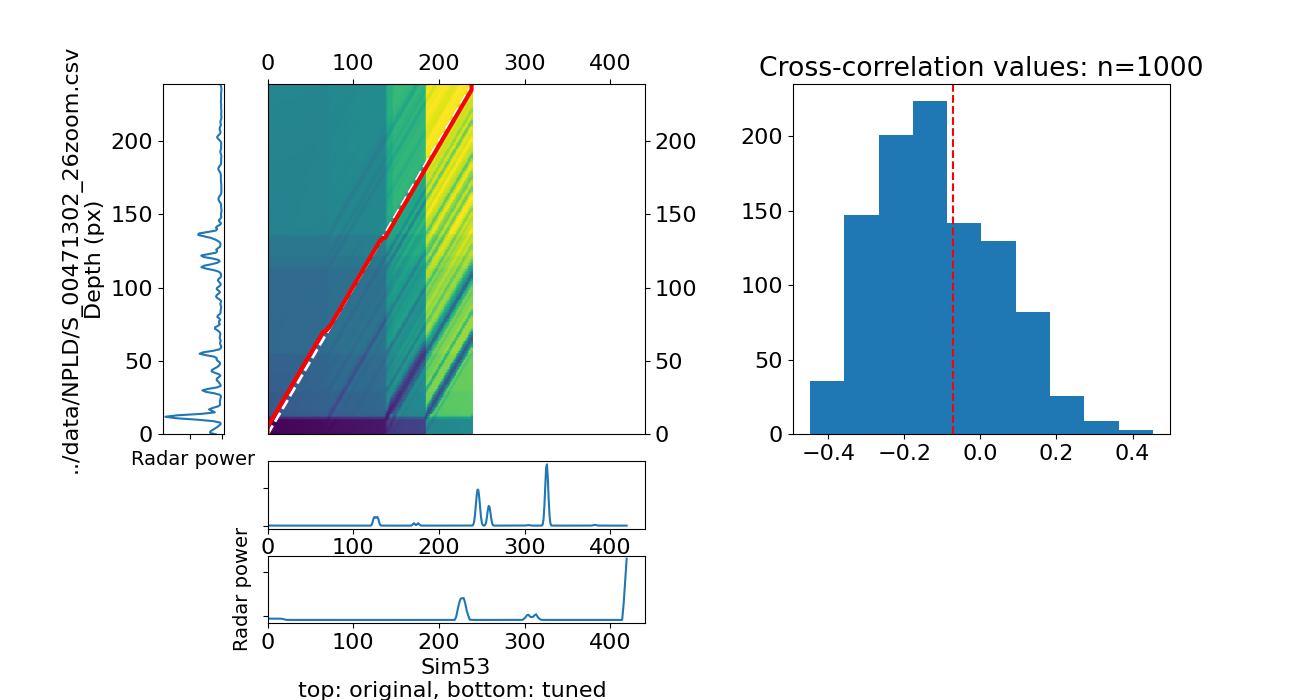 Cross-correlation values: n=1000
0 100 200 300 400
../data/NPLD/S_00471302_26zoom.csv
Depth (px)
200
150
100
50
0
200
150
100
50
0
200
150
100
50
0
−0.4 −0.2 0.0 0.2 0.4
Radar power
0 100 200 300 400
Radar power
0 100 200 300 400
Sim53
top: original, bottom: tuned